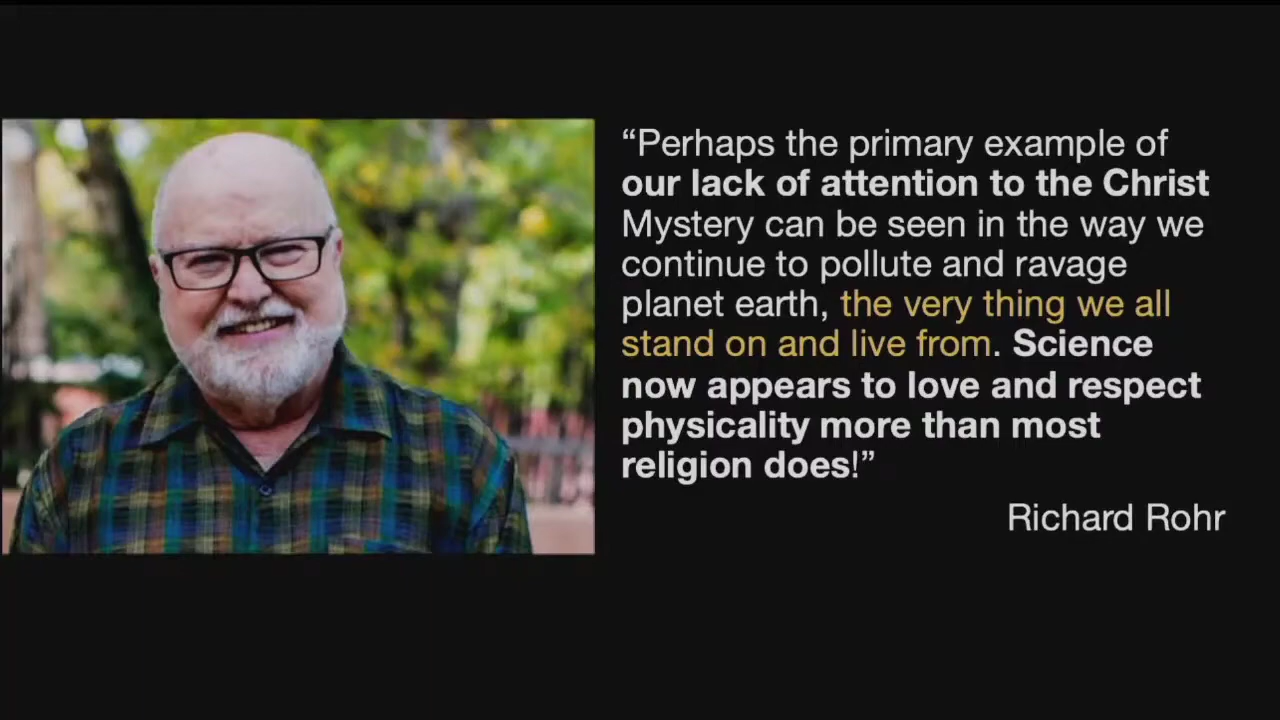 “Perhaps the primary example of
our lack of attention to the Christ
Mystery can be seen in the way we
continue to pollute and ravage
planet earth, the very thing we all
stand on and live from. Science
now appears to love and respect
physicality more than most
religion does!”
Richard Rohr